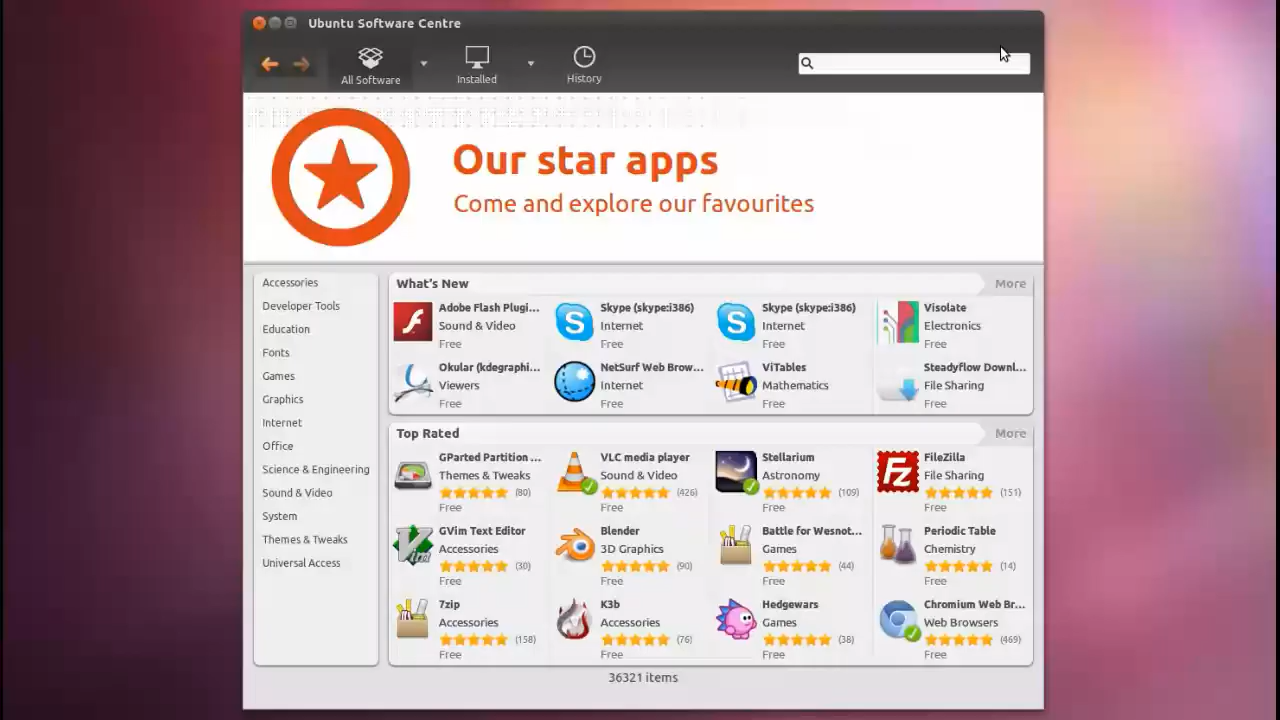 Ubuntu Software Centre
All Software
Installed
History
Our star apps
Come and explore our favourites
Accessories
Developer Tools
Education
Fonts
Games
Graphics
Internet
Office
Science & Engineering
Sound & Video
System
Themes & Tweaks
Universal Access
What's New
More
Adobe Flash Plugi...
Sound & Video
Free
Skype (skype:i386)
Internet
Free
Skype (skype:i386)
Internet
Free
Visolate
Electronics
Free
Okular (kdegraphi...
Viewers
Free
NetSurf Web Brow...
Internet
Free
ViTables
Mathematics
Free
Steadyflow Downl...
File Sharing
Free
Top Rated
More
GParted Partition ...
Themes & Tweaks
(80)
Free
VLC media player
Sound & Video
(426)
Free
Stellarium
Astronomy
(109)
Free
FileZilla
File Sharing
(151)
Free
GVim Text Editor
Accessories
(30)
Free
Blender
3D Graphics
(90)
Free
Battle for Wesnot...
Games
(44)
Free
Periodic Table
Chemistry
(14)
Free
7zip
Accessories
(158)
Free
K3b
Accessories
(76)
Free
Hedgewars
Games
(38)
Free
Chromium Web Br...
Web Browsers
(469)
Free
36321 items